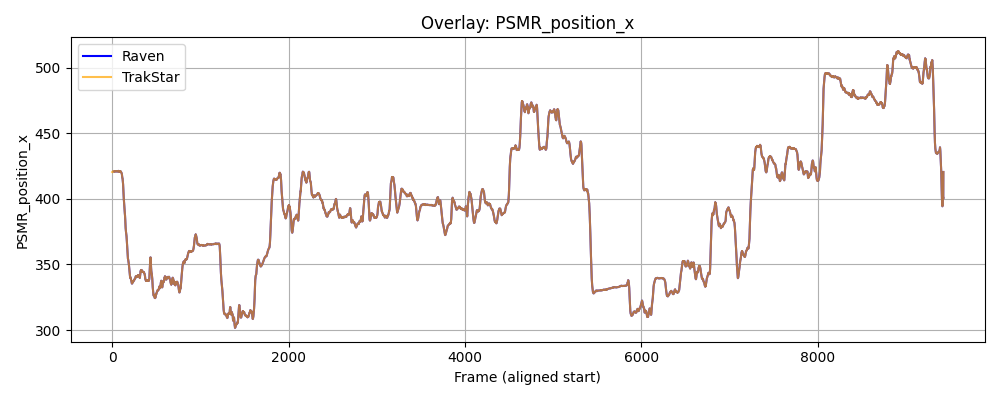 Overlay: PSMR_position_x
Raven
TrakStar
PSMR_position_x
500
450
400
350
300
0 2000 4000 6000 8000
Frame (aligned start)